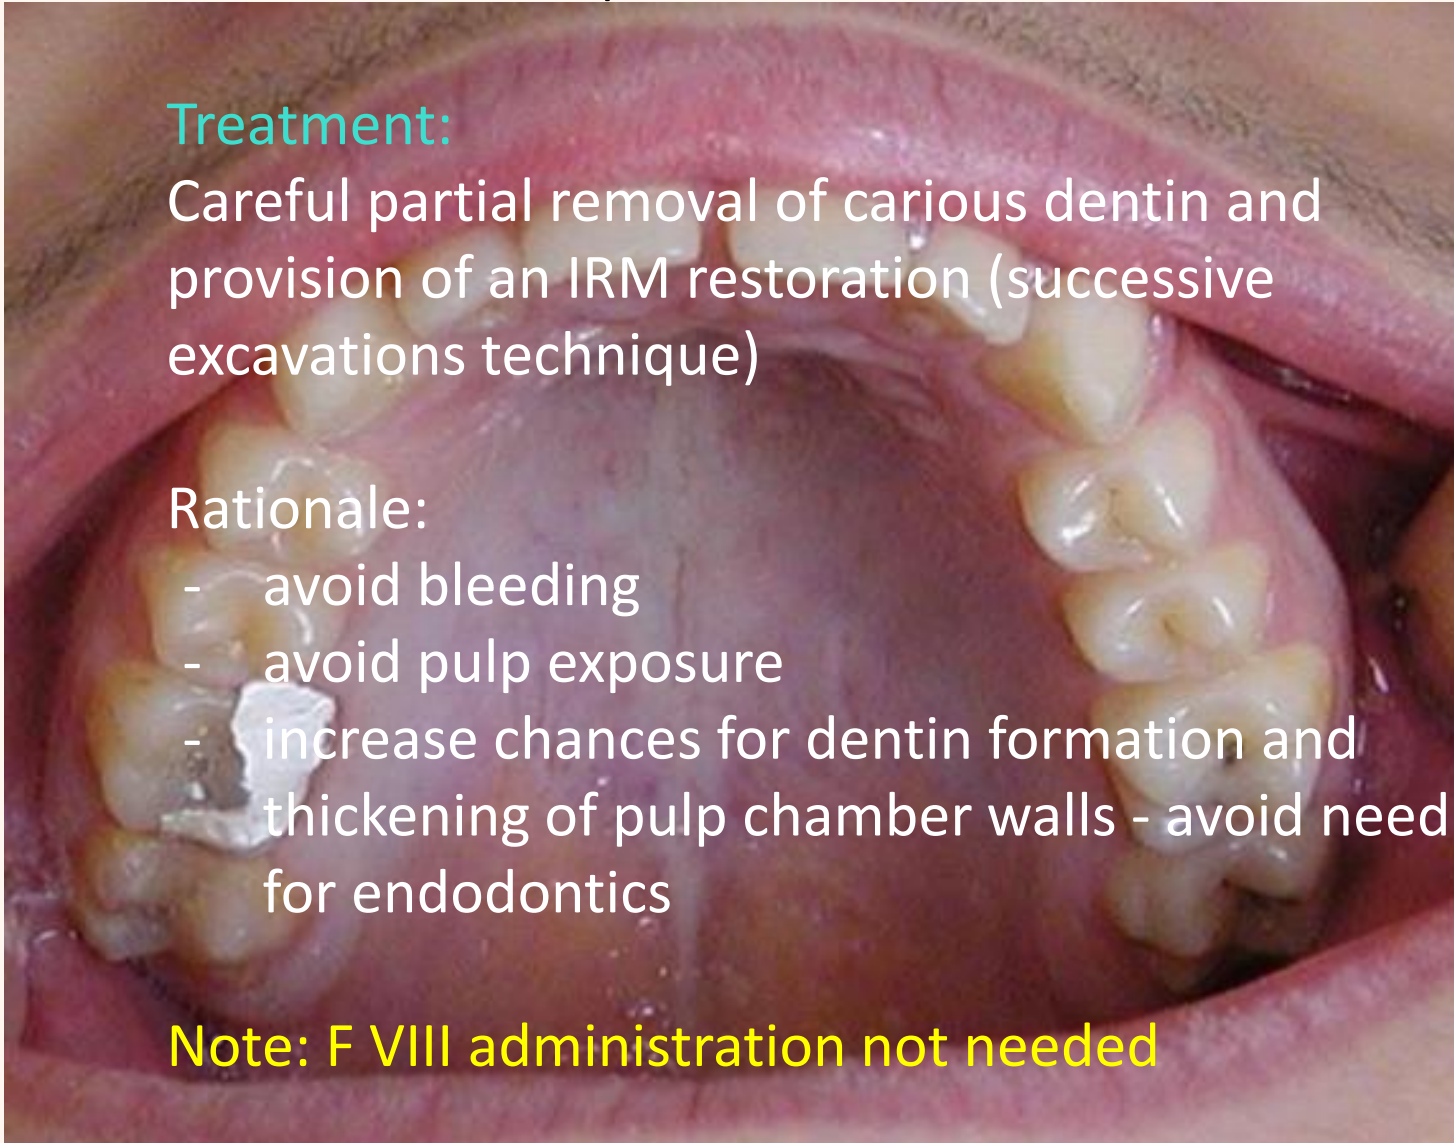 Treatment:
Careful partial removal of carious dentin and
provision of an IRM restoration (successive
excavations technique)
Rationale:
- avoid bleeding
- avoid pulp exposure
- increase chances for dentin formation and
thickening of pulp chamber walls - avoid need
for endodontics
Note: F VIII administration not needed